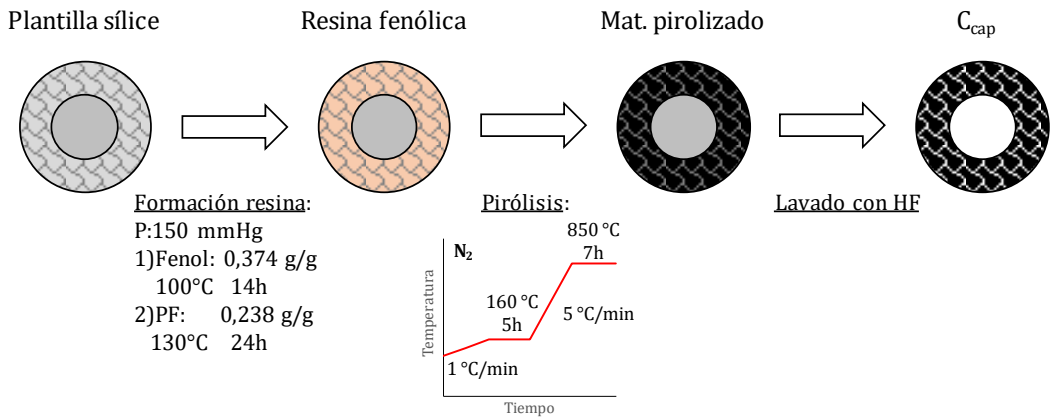 Plantilla sílice
Resina fenólica
Mat. pirolizado
C_cap
Formación resina:
P:150 mmHg
1)Fenol: 0,374 g/g
100°C 14h
2)PF: 0,238 g/g
130°C 24h
Pirólisis:
N₂
850 °C
7h
160 °C
5h
5 °C/min
1 °C/min
Temperatura
Tiempo
Lavado con HF